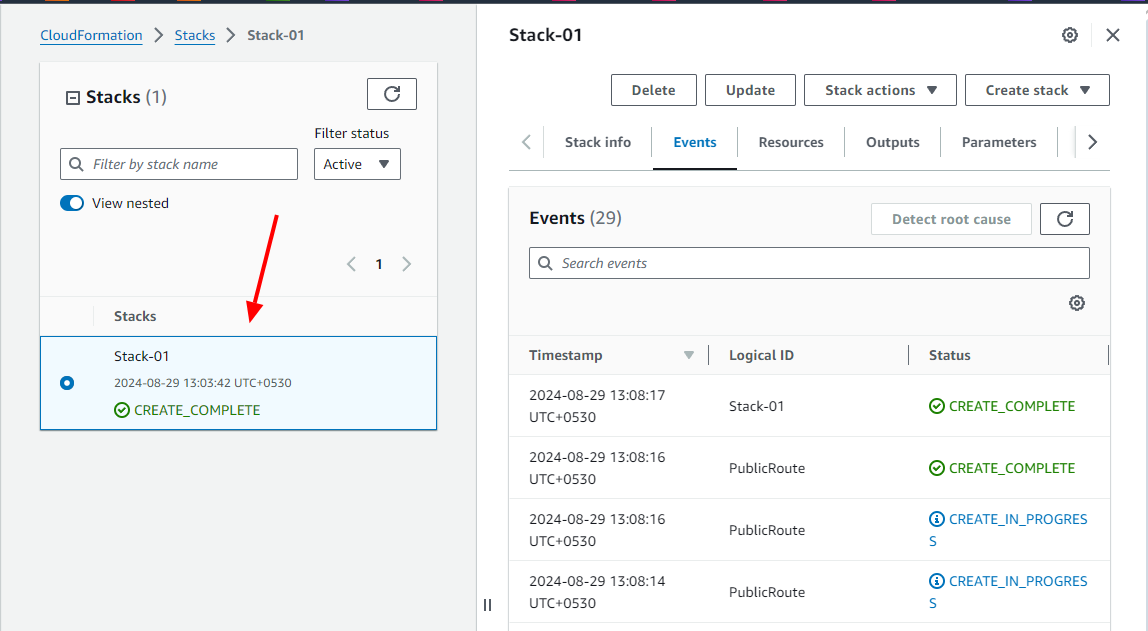 CloudFormation > Stacks > Stack-01
Stacks (1)
Filter status
Filter by stack name
Active
View nested
1
Stacks
Stack-01
2024-08-29 13:03:42 UTC+0530
CREATE_COMPLETE
Stack-01
Delete
Update
Stack actions
Create stack
Stack info
Events
Resources
Outputs
Parameters
Events (29)
Detect root cause
Search events
Timestamp
Logical ID
Status
2024-08-29 13:08:17
UTC+0530
Stack-01
CREATE_COMPLETE
2024-08-29 13:08:16
UTC+0530
PublicRoute
CREATE_COMPLETE
2024-08-29 13:08:16
UTC+0530
PublicRoute
CREATE_IN_PROGRES
S
2024-08-29 13:08:14
UTC+0530
PublicRoute
CREATE_IN_PROGRES
S